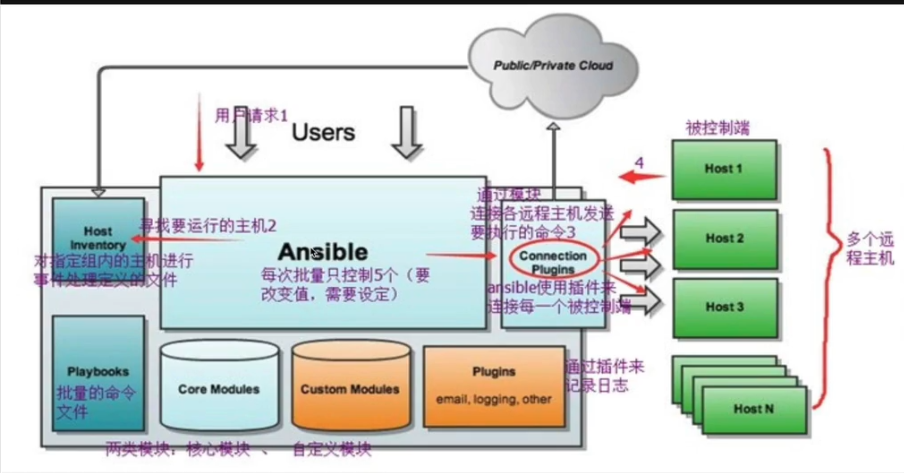 Public/Private Cloud
用户请求1
Users
被控制端
4
Host 1
通过模块
连接各远程主机发送
要执行的命令3
寻找要运行的主机2
Host
Inventory
对指定组内的主机进行
事件处理定义的文件
Ansible
每次批量只控制5个（要
改变值，需要设定）
Connection
Plugins
ansible使用插件来
连接每一个被控制端
Host 2
多个远
程主机
Host 3
Playbooks
批量的命令
文件
Core Modules
Custom Modules
Plugins
email, logging, other
通过插件来
记录日志
Host N
两类模块：核心模块 、 自定义模块